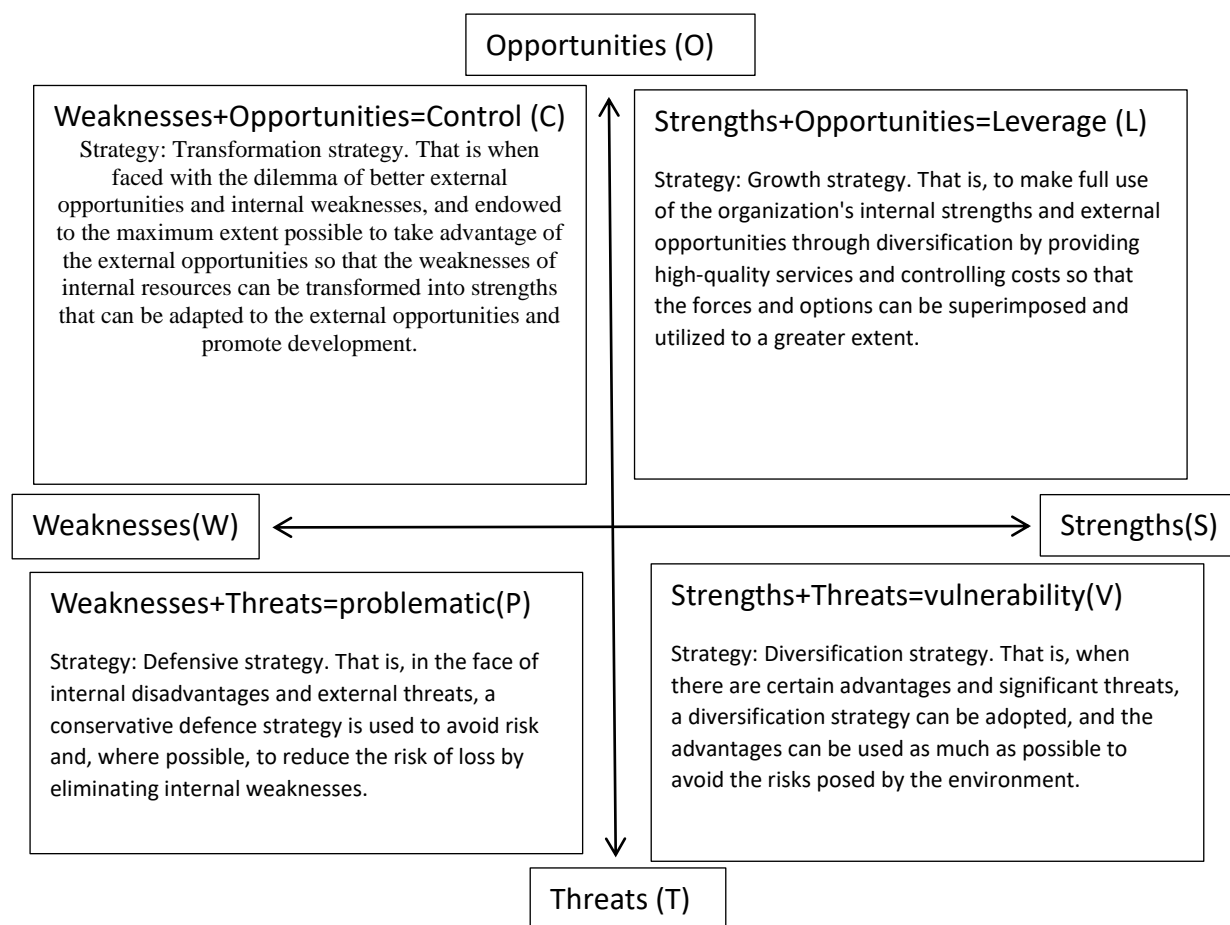 Opportunities (O)
Weaknesses+Opportunities=Control (C)
Strategy: Transformation strategy. That is when
faced with the dilemma of better external
opportunities and internal weaknesses, and endowed
to the maximum extent possible to take advantage of
the external opportunities so that the weaknesses of
internal resources can be transformed into strengths
that can be adapted to the external opportunities and
promote development.
Strengths+Opportunities=Leverage (L)
Strategy: Growth strategy. That is, to make full use
of the organization's internal strengths and external
opportunities through diversification by providing
high-quality services and controlling costs so that
the forces and options can be superimposed and
utilized to a greater extent.
Weaknesses(W)
Strengths(S)
Weaknesses+Threats=problematic(P)
Strategy: Defensive strategy. That is, in the face of
internal disadvantages and external threats, a
conservative defence strategy is used to avoid risk
and, where possible, to reduce the risk of loss by
eliminating internal weaknesses.
Strengths+Threats=vulnerability(V)
Strategy: Diversification strategy. That is, when
there are certain advantages and significant threats,
a diversification strategy can be adopted, and the
advantages can be used as much as possible to
avoid the risks posed by the environment.
Threats (T)